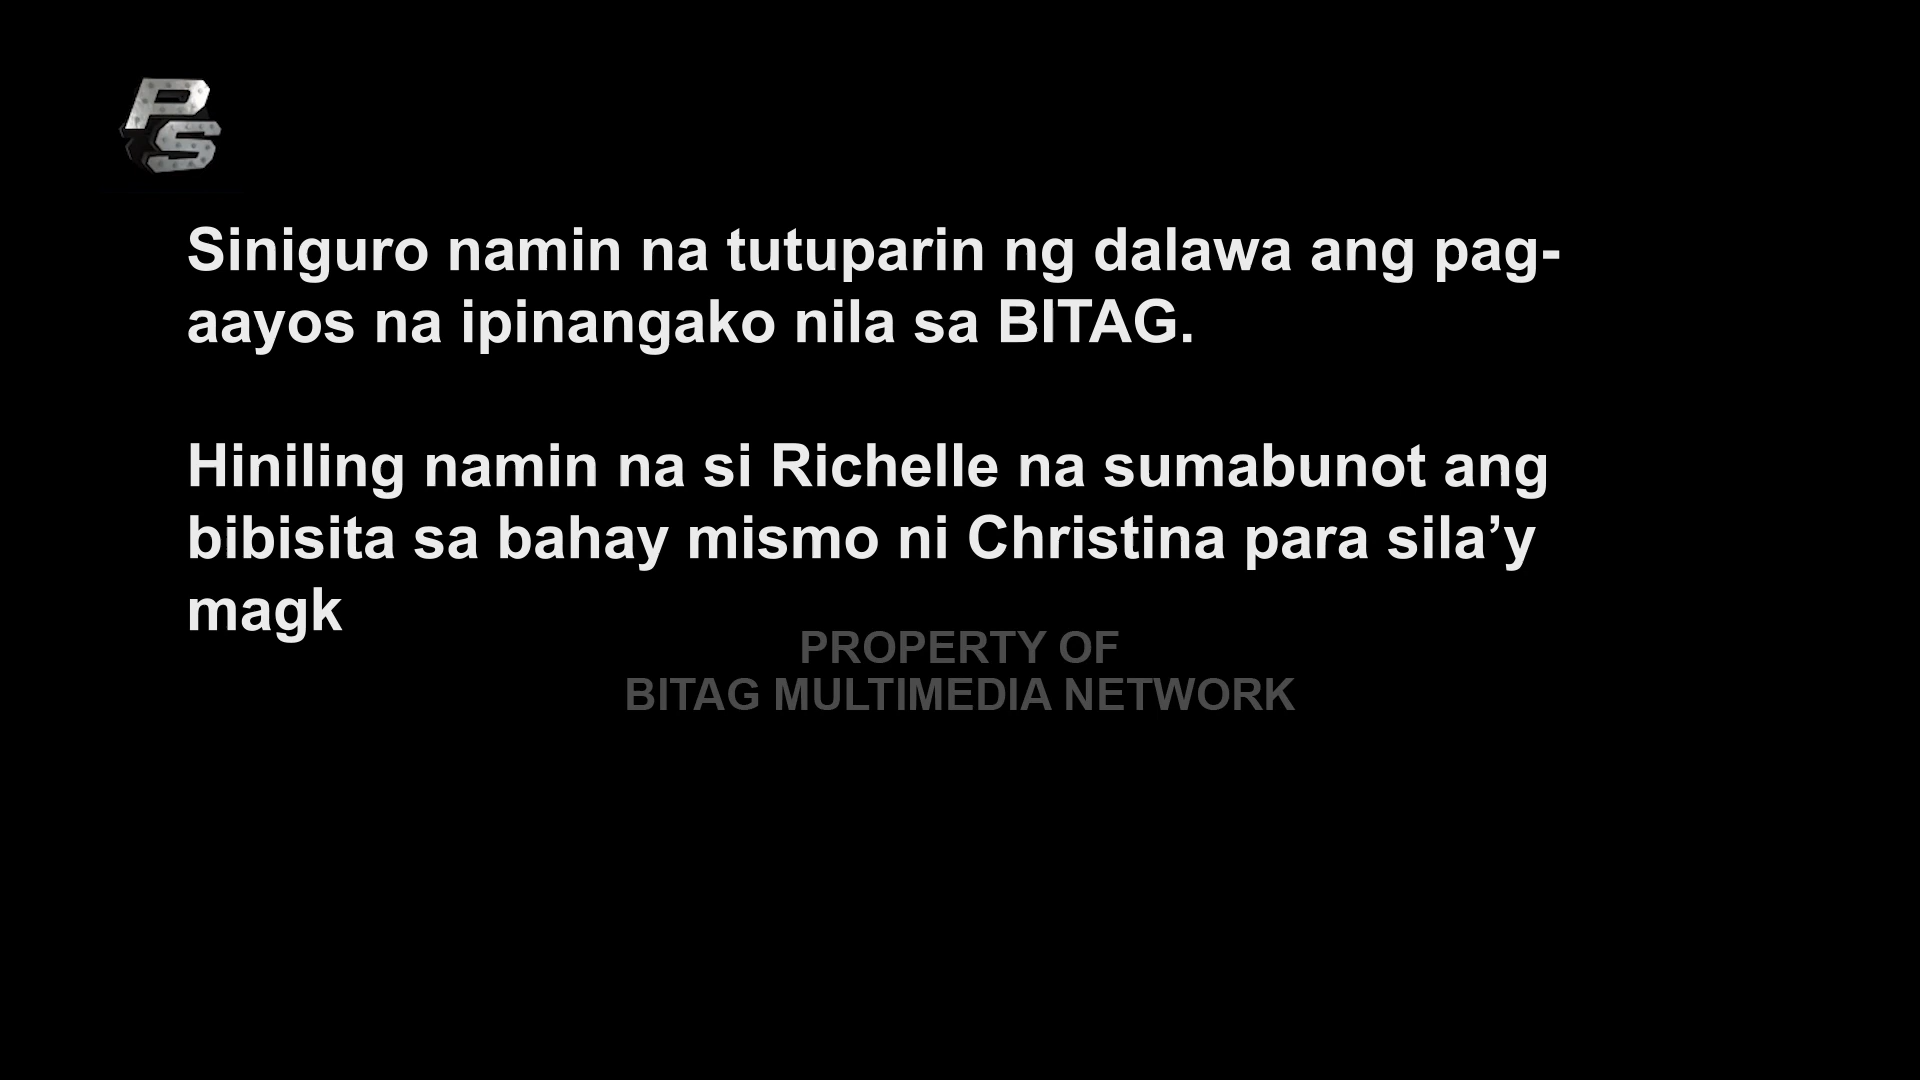 PS
Siniguro namin na tutuparin ng dalawa ang pag-
aayos na ipinangako nila sa BITAG.
Hiniling namin na si Richelle na sumabunot ang
bibisita sa bahay mismo ni Christina para sila’y
magk
PROPERTY OF
BITAG MULTIMEDIA NETWORK